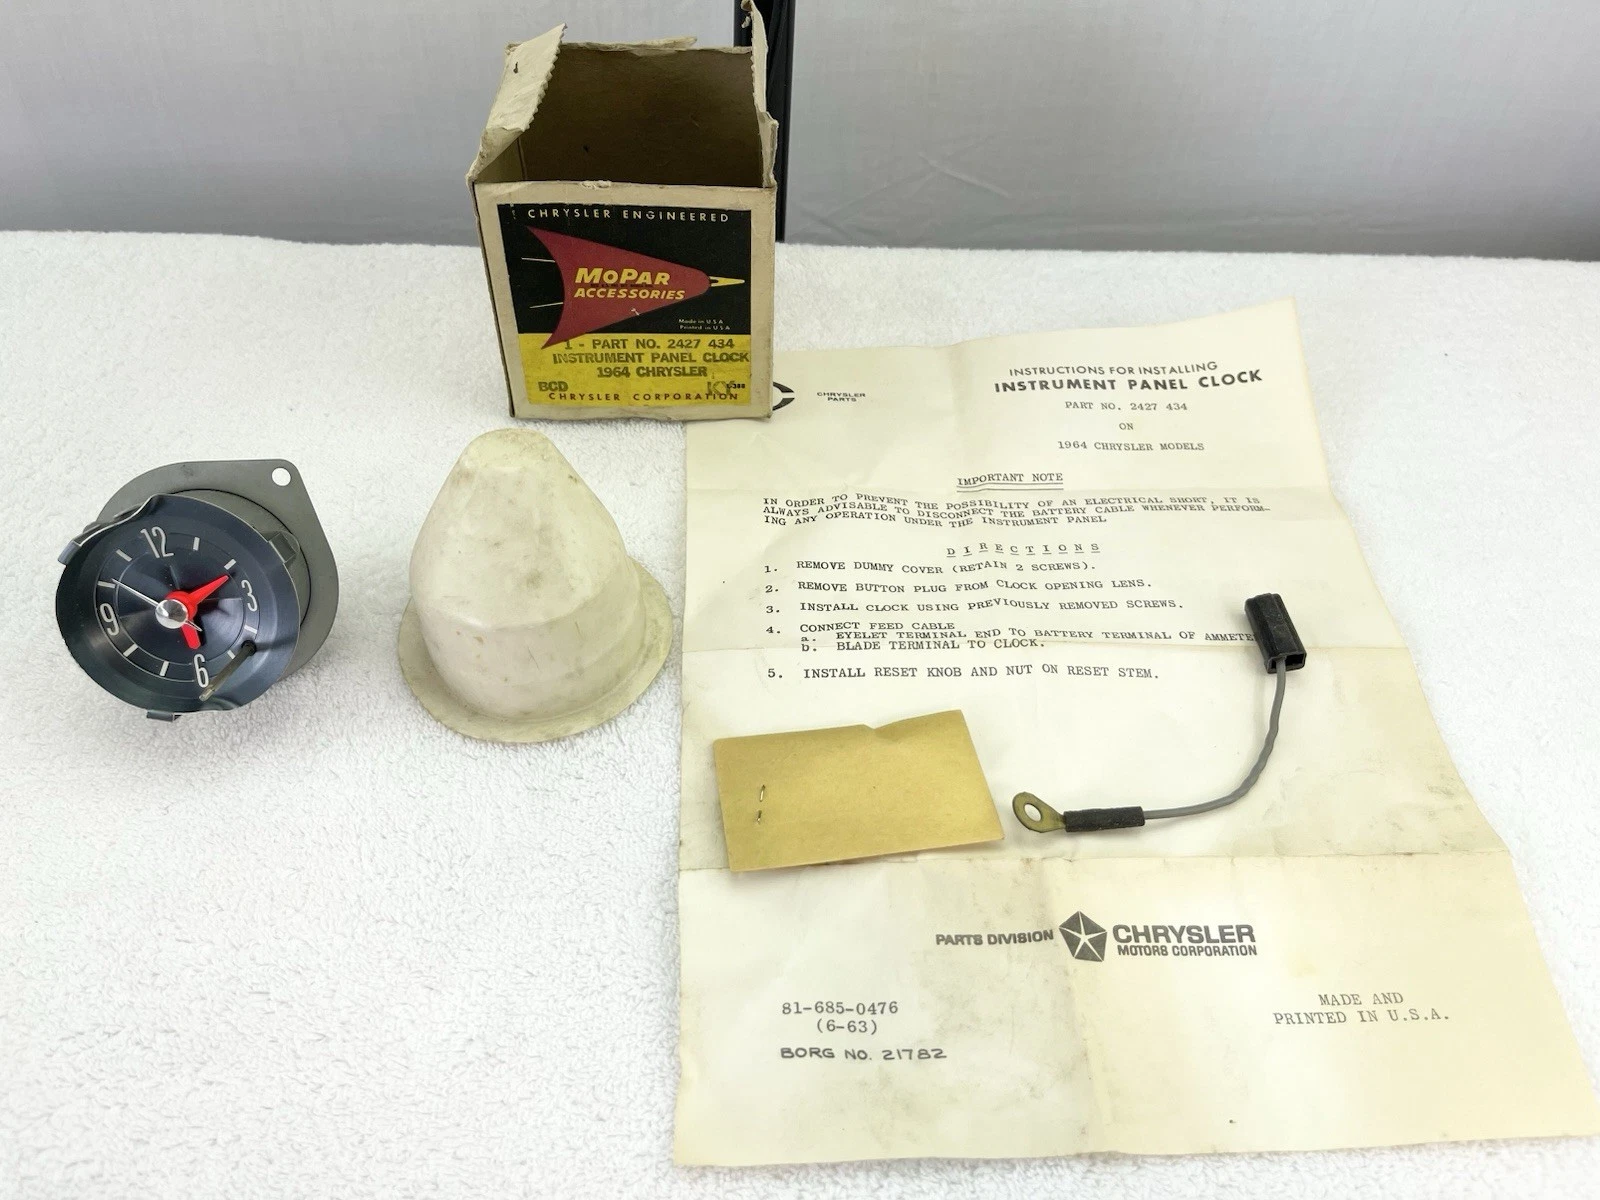 CHRYSLER ENGINEERED
MOPAR
ACCESSORIES
Made in U S A
Printed in U S A
1 - PART NO. 2427 434
INSTRUMENT PANEL CLOCK
1964 CHRYSLER
BCD
CHRYSLER CORPORATION
12
3
6
9
CHRYSLER
PARTS
INSTRUCTIONS FOR INSTALLING
INSTRUMENT PANEL CLOCK
PART NO. 2427 434
ON
1964 CHRYSLER MODELS
IMPORTANT NOTE
IN ORDER TO PREVENT THE POSSIBILITY OF AN ELECTRICAL SHORT, IT IS
ALWAYS ADVISABLE TO DISCONNECT THE BATTERY CABLE WHENEVER PERFORM-
ING ANY OPERATION UNDER THE INSTRUMENT PANEL
DIRECTIONS
1. REMOVE DUMMY COVER (RETAIN 2 SCREWS).
2. REMOVE BUTTON PLUG FROM CLOCK OPENING LENS.
3. INSTALL CLOCK USING PREVIOUSLY REMOVED SCREWS.
4. CONNECT FEED CABLE
a. EYELET TERMINAL END TO BATTERY TERMINAL OF AMMETE
b. BLADE TERMINAL TO CLOCK.
5. INSTALL RESET KNOB AND NUT ON RESET STEM.
PARTS DIVISION CHRYSLER
MOTORS CORPORATION
81-685-0476
(6-63)
BORG NO. 21782
MADE AND
PRINTED IN U.S.A.